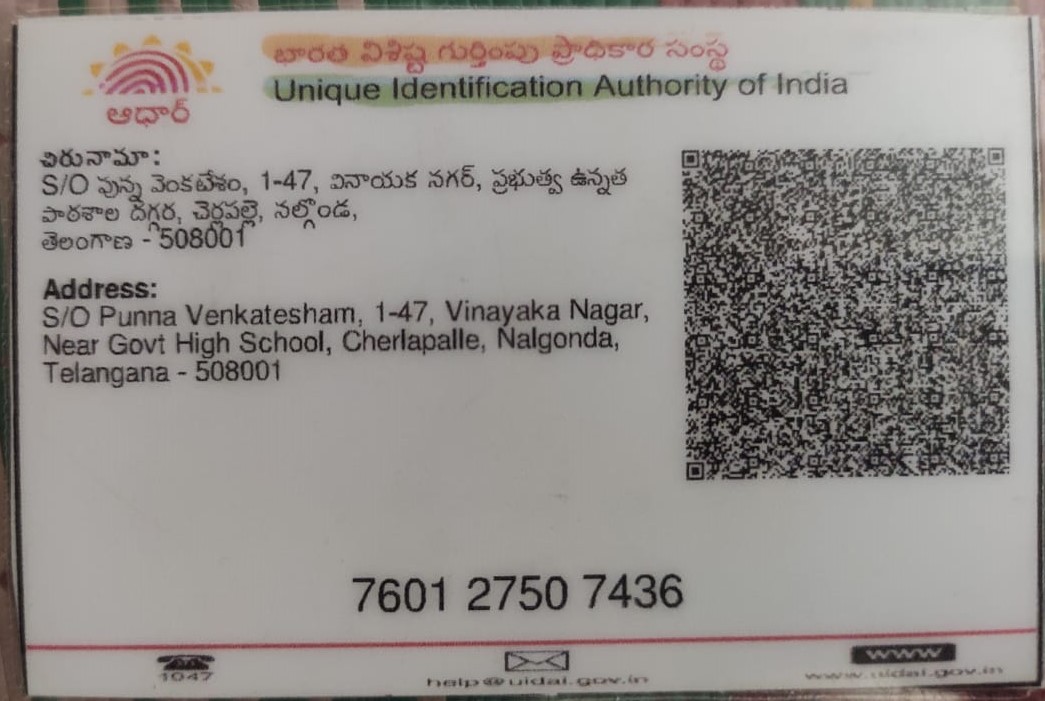 భారత విశిష్ట గుర్తింపు ప్రాధికార సంస్థ
Unique Identification Authority of India
ఆధార్
చిరునామా:
S/O పున్న వెంకటేశం, 1-47, వినాయక నగర్, ప్రభుత్వ ఉన్నత
పాఠశాల దగ్గర, చెర్లపల్లె, నల్గొండ,
తెలంగాణ - 508001
Address:
S/O Punna Venkatesham, 1-47, Vinayaka Nagar,
Near Govt High School, Cherlapalle, Nalgonda,
Telangana - 508001
7601 2750 7436
1947
help@uidai.gov.in
www
www.uidai.gov.in